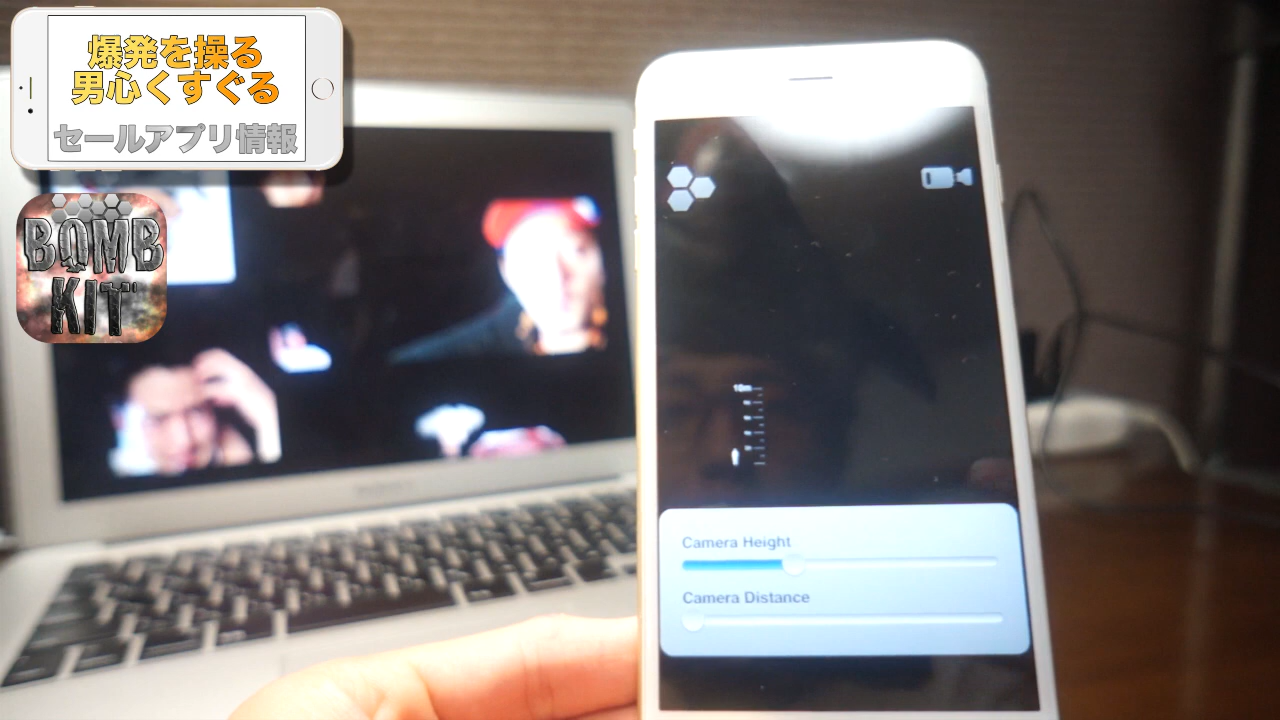 爆発を操る
男心くすぐる
セールアプリ情報
BOMB
KIT
10m
Camera Height
Camera Distance